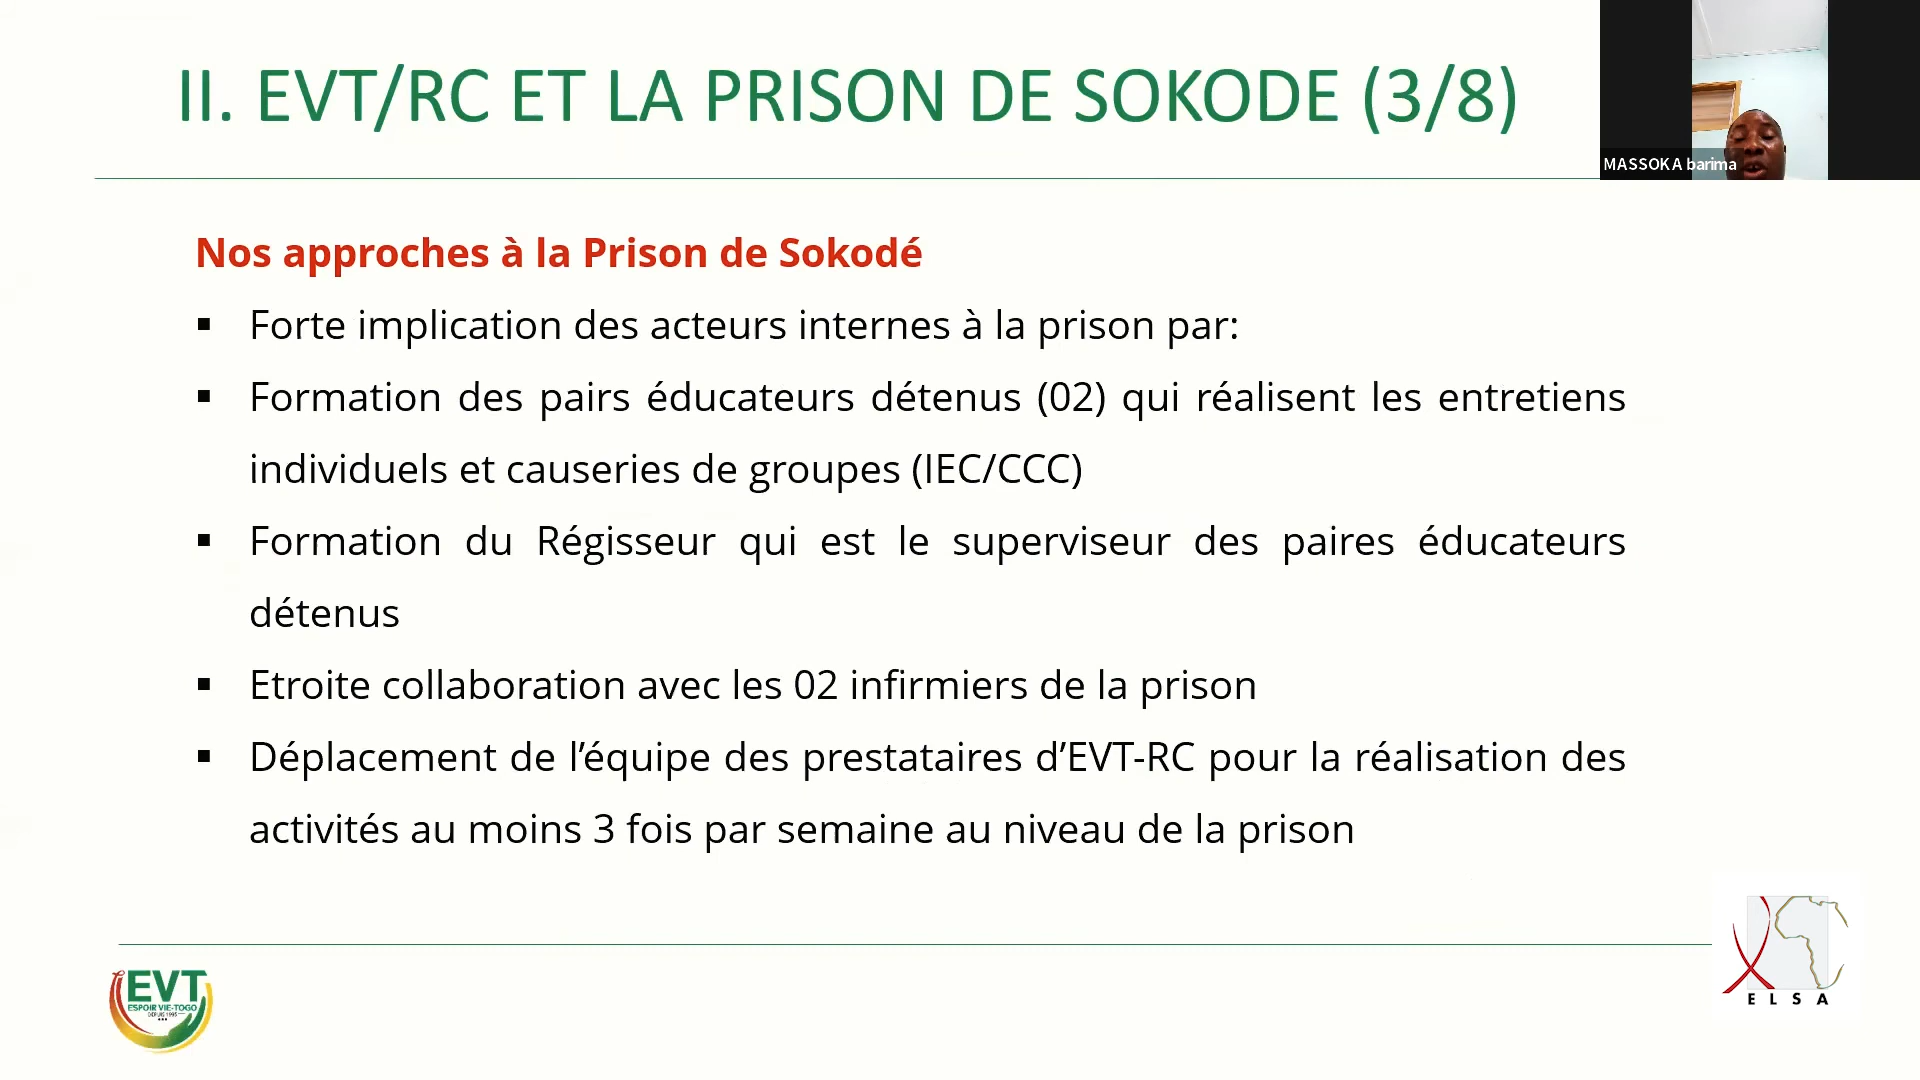 II. EVT/RC ET LA PRISON DE SOKODE (3/8)
MASSOKA barima
Nos approches à la Prison de Sokodé
▪ Forte implication des acteurs internes à la prison par:
▪ Formation des pairs éducateurs détenus (02) qui réalisent les entretiens
individuels et causeries de groupes (IEC/CCC)
▪ Formation du Régisseur qui est le superviseur des paires éducateurs
détenus
▪ Etroite collaboration avec les 02 infirmiers de la prison
▪ Déplacement de l’équipe des prestataires d’EVT-RC pour la réalisation des
activités au moins 3 fois par semaine au niveau de la prison
EVT
ESPOIR VIE-TOGO
DEPUIS 1995
ELSA